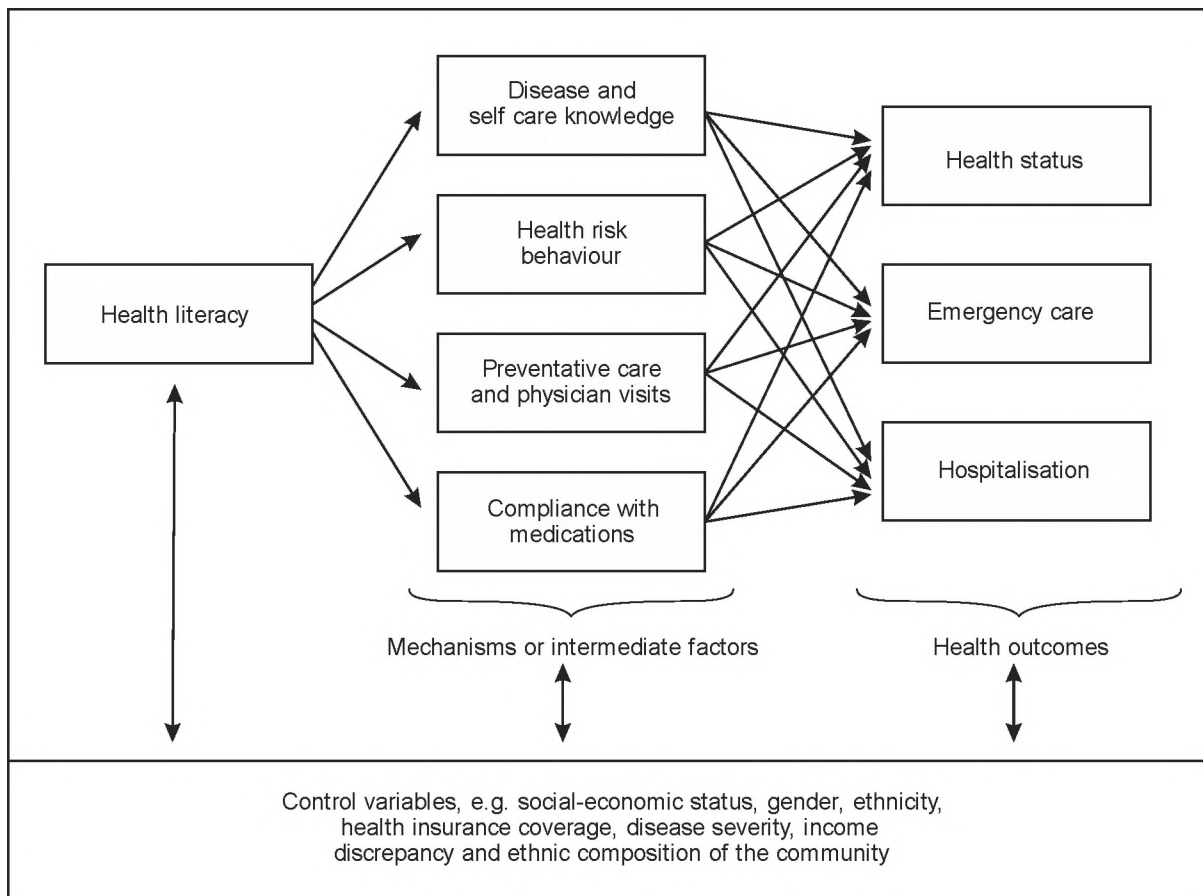 Disease and
self care knowledge
Health status
Health risk
behaviour
Health literacy
Emergency care
Preventative care
and physician visits
Hospitalisation
Compliance with
medications
Mechanisms or intermediate factors
Health outcomes
Control variables, e.g. social-economic status, gender, ethnicity,
health insurance coverage, disease severity, income
discrepancy and ethnic composition of the community